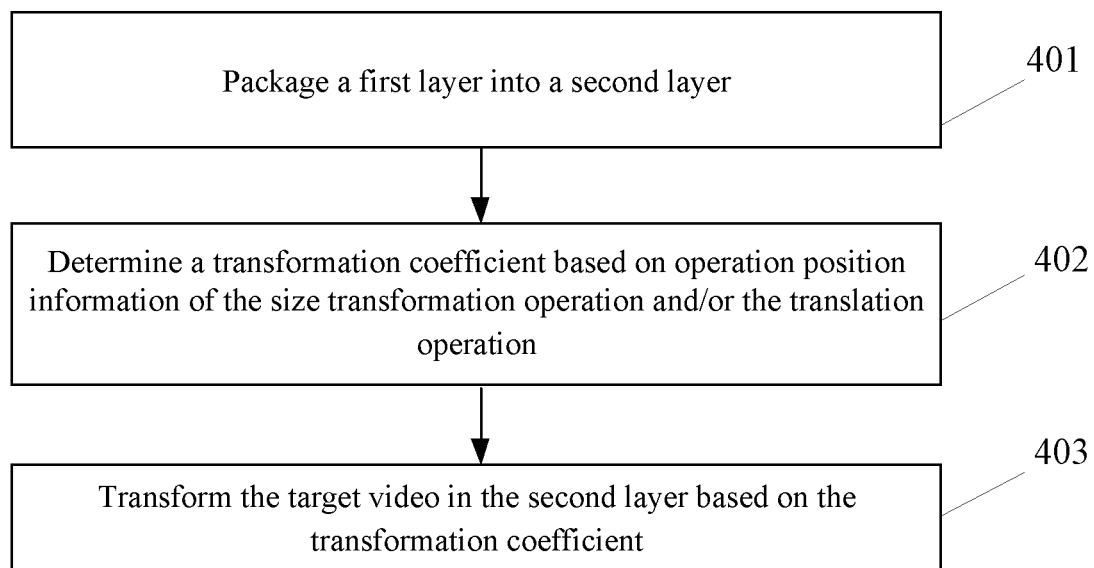 Package a first layer into a second layer
401
Determine a transformation coefficient based on operation position
information of the size transformation operation and/or the translation
operation
402
Transform the target video in the second layer based on the
transformation coefficient
403